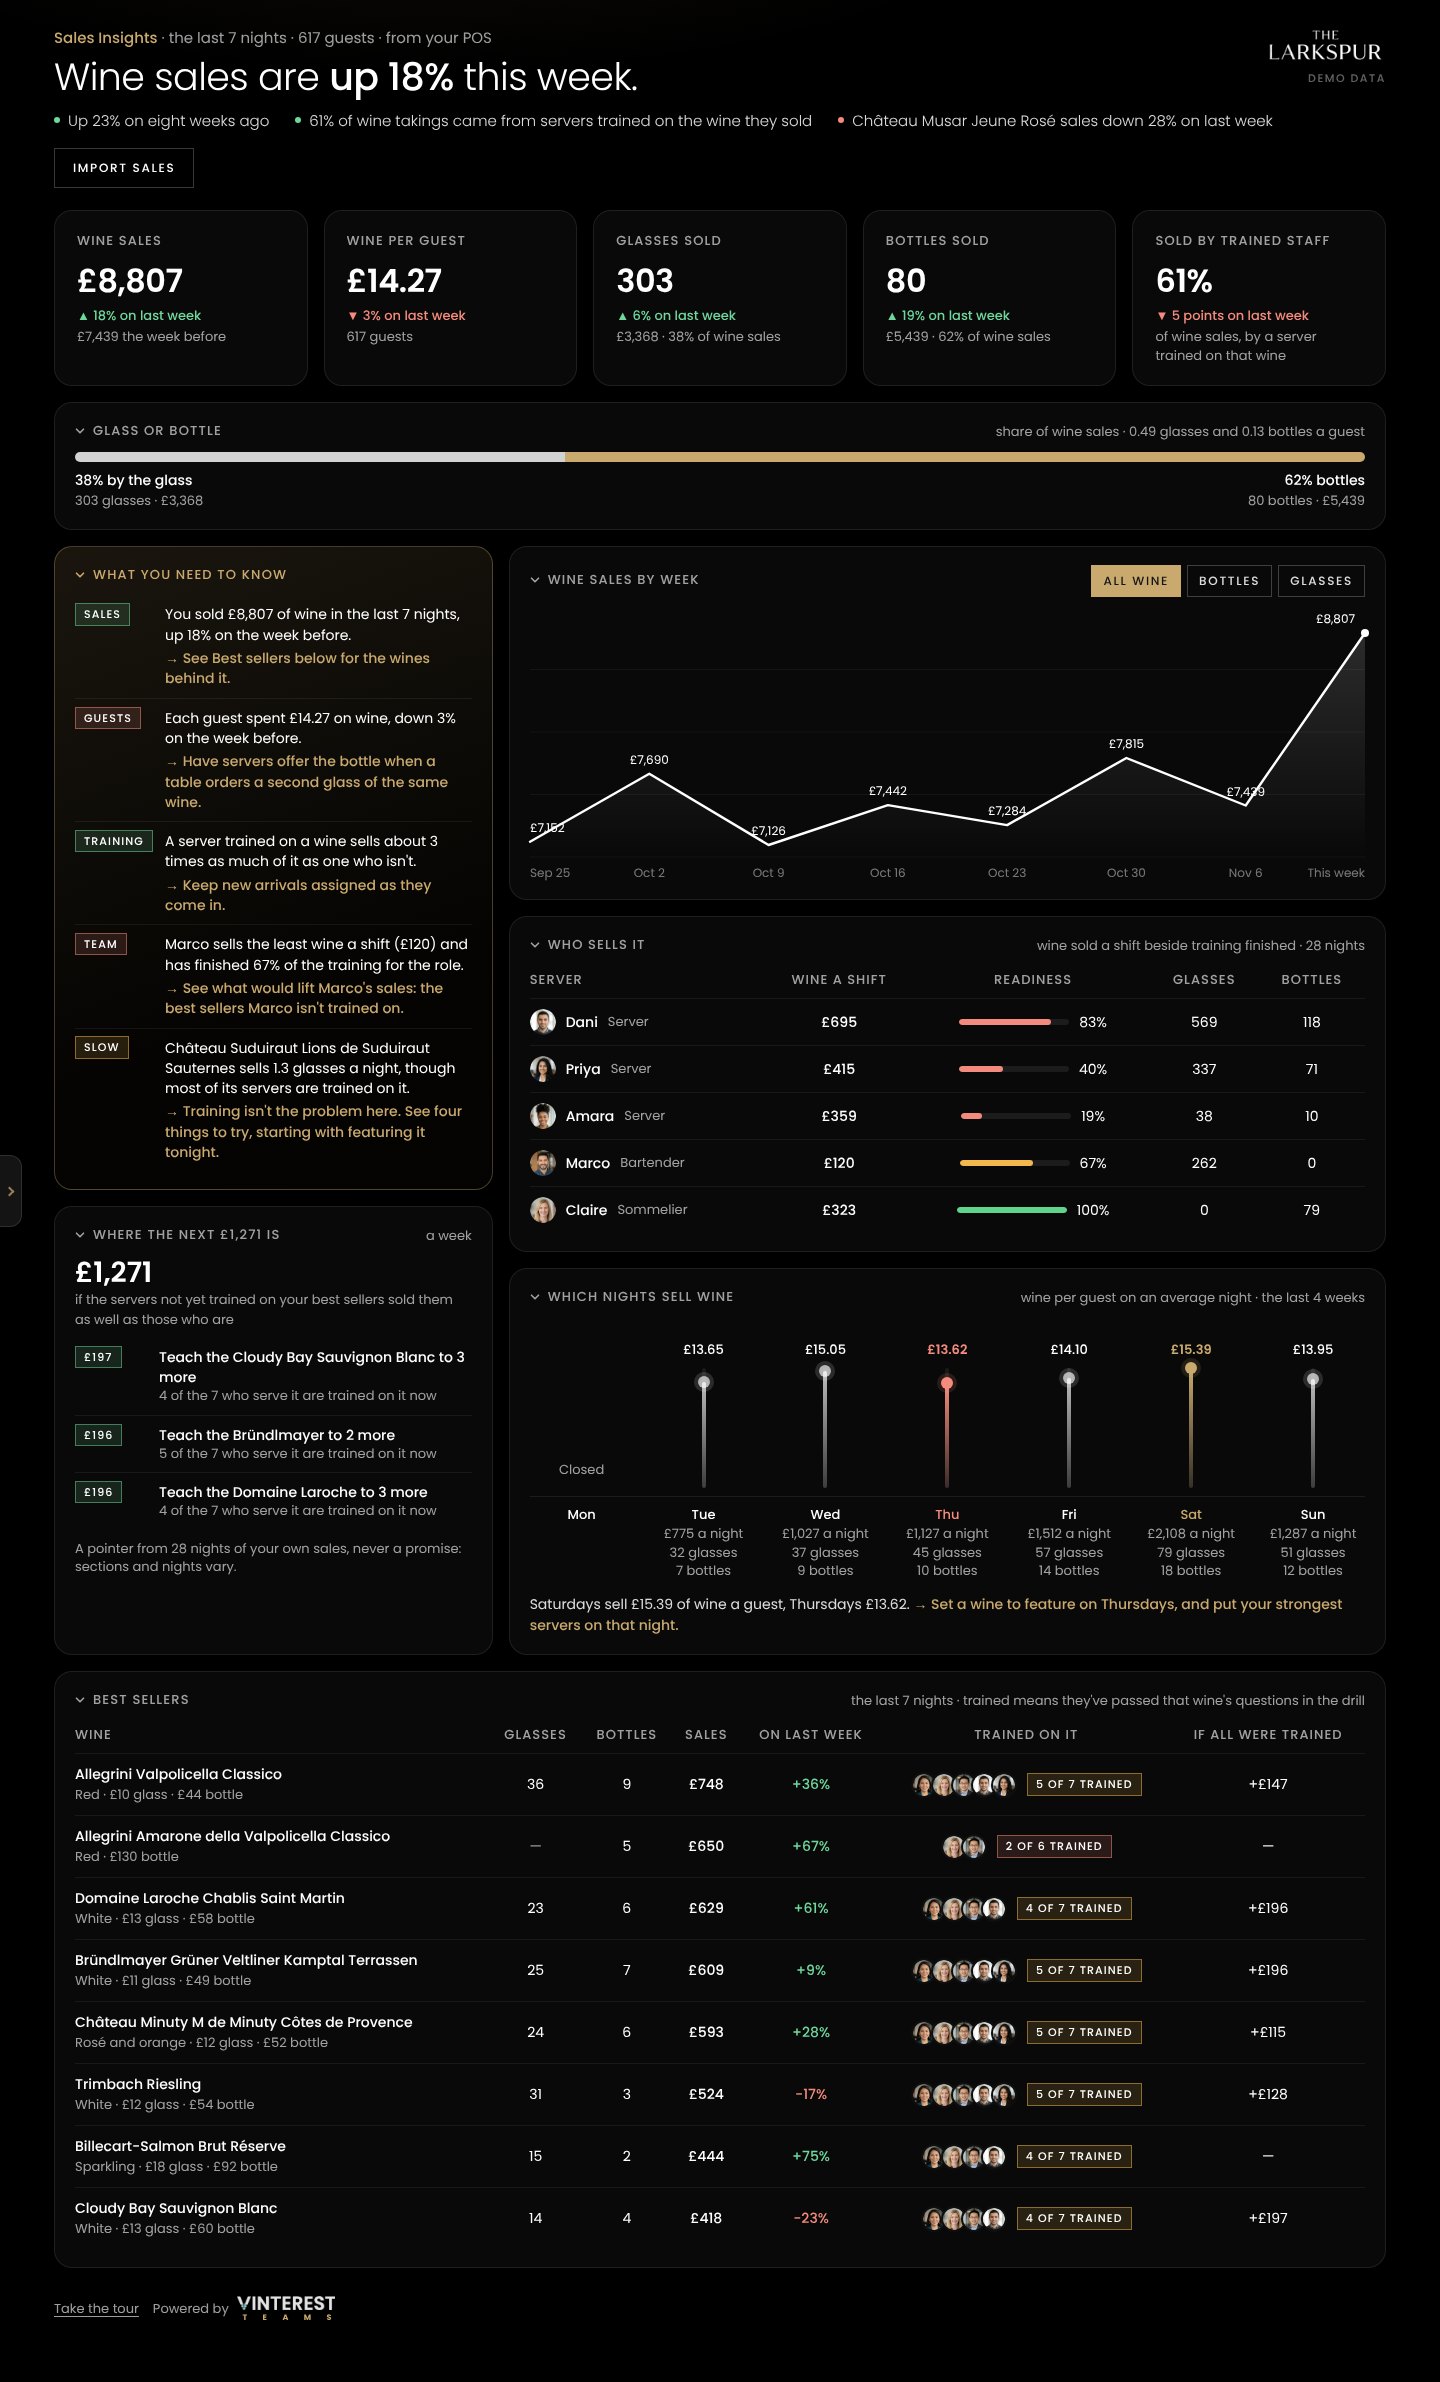 Sales Insights · the last 7 nights · 617 guests · from your POS
THE
LARKSPUR
DEMO DATA
Wine sales are up 18% this week.
Up 23% on eight weeks ago
61% of wine takings came from servers trained on the wine they sold
Château Musar Jeune Rosé sales down 28% on last week
IMPORT SALES
WINE SALES
£8,807
▲ 18% on last week
£7,439 the week before
WINE PER GUEST
£14.27
▼ 3% on last week
617 guests
GLASSES SOLD
303
▲ 6% on last week
£3,368 · 38% of wine sales
BOTTLES SOLD
80
▲ 19% on last week
£5,439 · 62% of wine sales
SOLD BY TRAINED STAFF
61%
▼ 5 points on last week
of wine sales, by a server
trained on that wine
GLASS OR BOTTLE
share of wine sales · 0.49 glasses and 0.13 bottles a guest
38% by the glass
62% bottles
303 glasses · £3,368
80 bottles · £5,439
WHAT YOU NEED TO KNOW
SALES
You sold £8,807 of wine in the last 7 nights,
up 18% on the week before.
→ See Best sellers below for the wines
behind it.
GUESTS
Each guest spent £14.27 on wine, down 3%
on the week before.
→ Have servers offer the bottle when a
table orders a second glass of the same
wine.
TRAINING
A server trained on a wine sells about 3
times as much of it as one who isn't.
→ Keep new arrivals assigned as they
come in.
TEAM
Marco sells the least wine a shift (£120) and
has finished 67% of the training for the role.
→ See what would lift Marco's sales: the
best sellers Marco isn't trained on.
SLOW
Château Suduiraut Lions de Suduiraut
Sauternes sells 1.3 glasses a night, though
most of its servers are trained on it.
→ Training isn't the problem here. See four
things to try, starting with featuring it
tonight.
WINE SALES BY WEEK
ALL WINE
BOTTLES
GLASSES
£7,152
£7,690
£7,126
£7,442
£7,284
£7,815
£7,439
£8,807
Sep 25
Oct 2
Oct 9
Oct 16
Oct 23
Oct 30
Nov 6
This week
WHO SELLS IT
wine sold a shift beside training finished · 28 nights
SERVER WINE A SHIFT READINESS GLASSES BOTTLES
Dani Server £695 83% 569 118
Priya Server £415 40% 337 71
Amara Server £359 19% 38 10
Marco Bartender £120 67% 262 0
Claire Sommelier £323 100% 0 79
WHERE THE NEXT £1,271 IS
a week
£1,271
if the servers not yet trained on your best sellers sold them
as well as those who are
£197
Teach the Cloudy Bay Sauvignon Blanc to 3
more
4 of the 7 who serve it are trained on it now
£196
Teach the Bründlmayer to 2 more
5 of the 7 who serve it are trained on it now
£196
Teach the Domaine Laroche to 3 more
4 of the 7 who serve it are trained on it now
A pointer from 28 nights of your own sales, never a promise:
sections and nights vary.
WHICH NIGHTS SELL WINE
wine per guest on an average night · the last 4 weeks
£13.65 £15.05 £13.62 £14.10 £15.39 £13.95
Closed
Mon Tue Wed Thu Fri Sat Sun
£775 a night £1,027 a night £1,127 a night £1,512 a night £2,108 a night £1,287 a night
32 glasses 37 glasses 45 glasses 57 glasses 79 glasses 51 glasses
7 bottles 9 bottles 10 bottles 14 bottles 18 bottles 12 bottles
Saturdays sell £15.39 of wine a guest, Thursdays £13.62. → Set a wine to feature on Thursdays, and put your strongest
servers on that night.
BEST SELLERS
the last 7 nights · trained means they've passed that wine's questions in the drill
WINE GLASSES BOTTLES SALES ON LAST WEEK TRAINED ON IT IF ALL WERE TRAINED
Allegrini Valpolicella Classico
Red · £10 glass · £44 bottle
36 9 £748 +36% 5 OF 7 TRAINED +£147
Allegrini Amarone della Valpolicella Classico
Red · £130 bottle
— 5 £650 +67% 2 OF 6 TRAINED —
Domaine Laroche Chablis Saint Martin
White · £13 glass · £58 bottle
23 6 £629 +61% 4 OF 7 TRAINED +£196
Bründlmayer Grüner Veltliner Kamptal Terrassen
White · £11 glass · £49 bottle
25 7 £609 +9% 5 OF 7 TRAINED +£196
Château Minuty M de Minuty Côtes de Provence
Rosé and orange · £12 glass · £52 bottle
24 6 £593 +28% 5 OF 7 TRAINED +£115
Trimbach Riesling
White · £12 glass · £54 bottle
31 3 £524 -17% 5 OF 7 TRAINED +£128
Billecart-Salmon Brut Réserve
Sparkling · £18 glass · £92 bottle
15 2 £444 +75% 4 OF 7 TRAINED —
Cloudy Bay Sauvignon Blanc
White · £13 glass · £60 bottle
14 4 £418 -23% 4 OF 7 TRAINED +£197
Take the tour
Powered by
VINTEREST
TEAMS